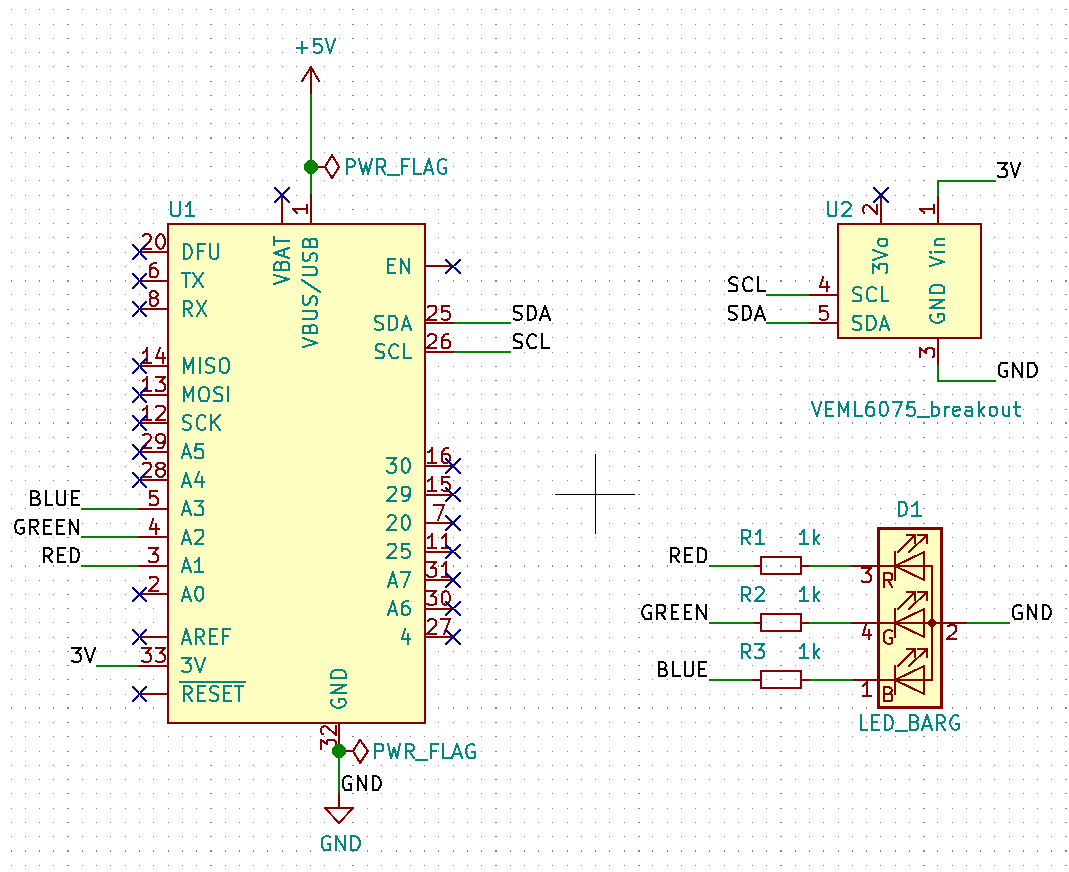 +5V
PWR_FLAG
U1
1
VBAT
VBUS/USB
20 DFU
6 TX
8 RX
14 MISO
13 MOSI
12 SCK
29 A5
28 A4
BLUE 5 A3
GREEN 4 A2
RED 3 A1
2 A0
AREF
3V 33 3V
RESET
EN
SDA 25 SDA
SCL 26 SCL
30 16
29 15
20 7
25 11
A7 31
A6 30
4 27
GND
32
PWR_FLAG
GND
GND
U2
2
1
3V
3Va
Vin
SCL 4 SCL
SDA 5 SDA
GND
3
GND
VEML6075_breakout
D1
R1 1k
RED
3 R
R2 1k
GREEN
4 G
2
GND
R3 1k
BLUE
1 B
LED_BARG